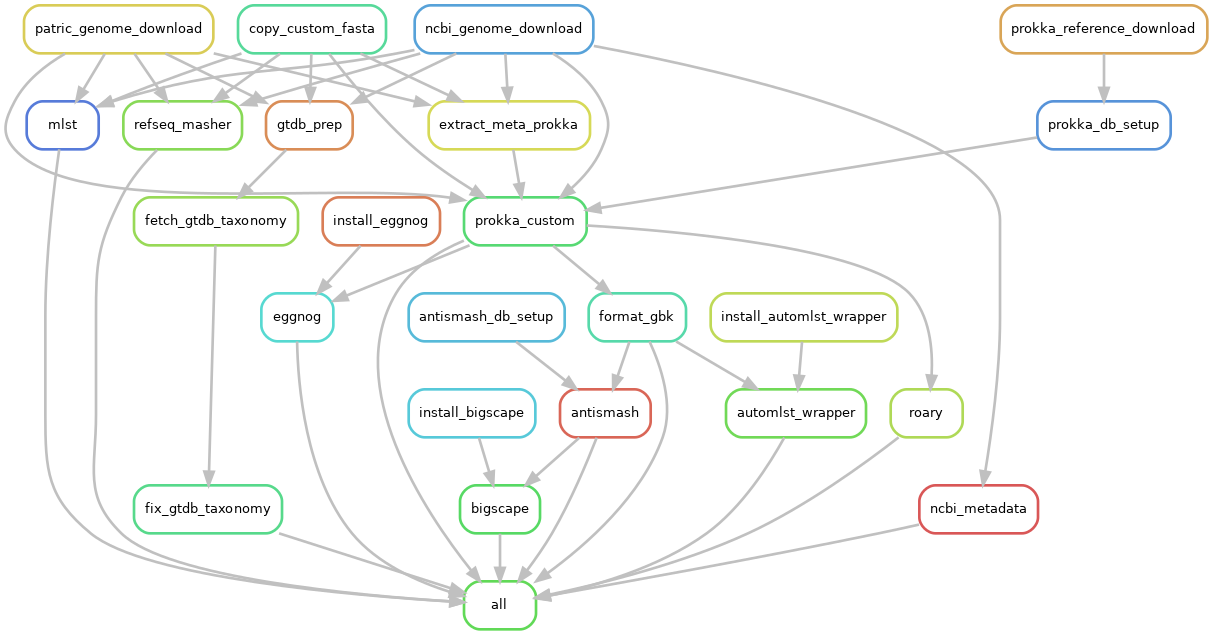 patric_genome_download
copy_custom_fasta
ncbi_genome_download
prokka_reference_download
mlst
refseq_masher
gtdb_prep
extract_meta_prokka
prokka_db_setup
fetch_gtdb_taxonomy
install_eggnog
prokka_custom
eggnog
antismash_db_setup
format_gbk
install_automlst_wrapper
install_bigscape
antismash
automlst_wrapper
roary
fix_gtdb_taxonomy
bigscape
ncbi_metadata
all